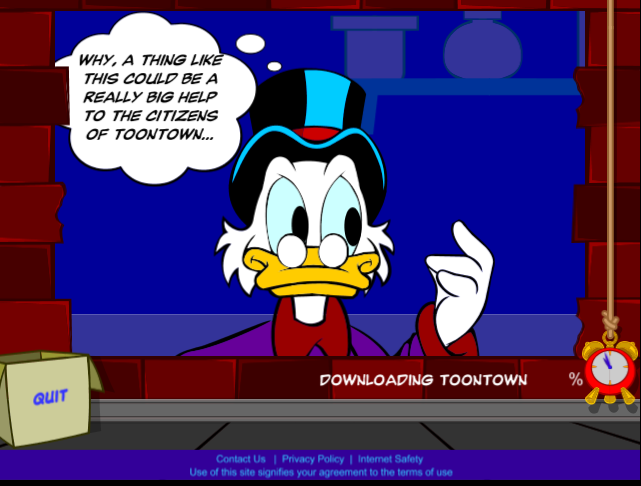 WHY, A THING LIKE
THIS COULD BE A
REALLY BIG HELP
TO THE CITIZENS
OF TOONTOWN...
DOWNLOADING TOONTOWN %
QUIT
Contact Us | Privacy Policy | Internet Safety
Use of this site signifies your agreement to the terms of use